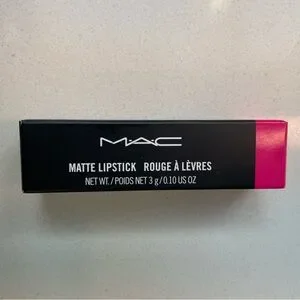 MAC
MATTE LIPSTICK ROUGE À LÈVRES
NET WT. / POIDS NET 3 g / 0.10 US OZ